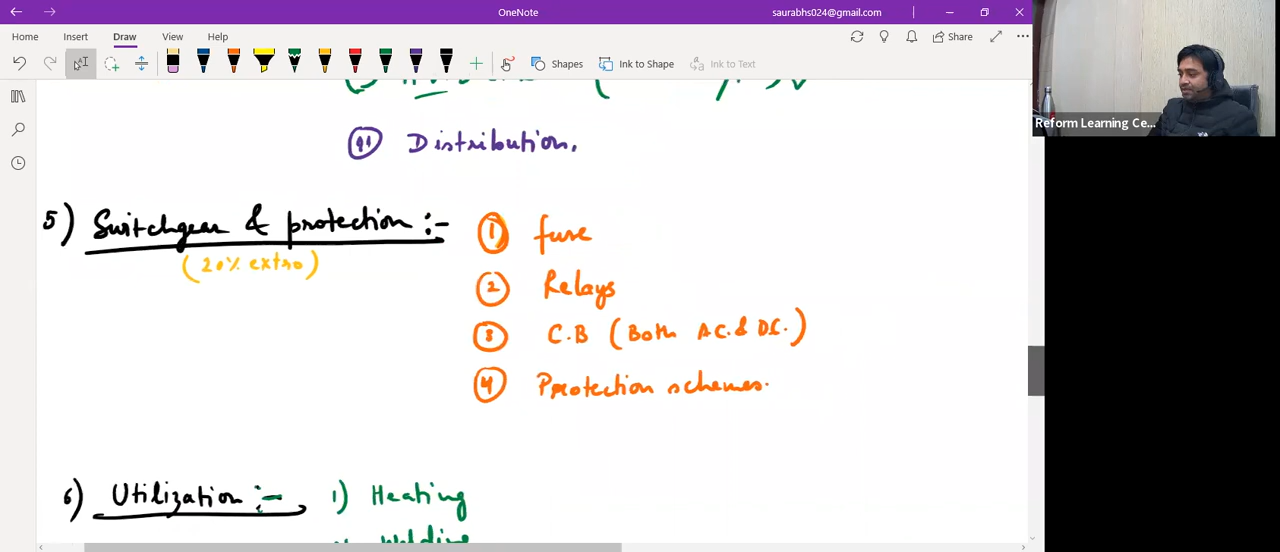 OneNote
saurabhs024@gmail.com
Home Insert Draw View Help
Share
Shapes Ink to Shape Ink to Text
Reform Learning Ce...
Distribution.
5) Switchgear & protection :-
(20% extra)
1 fuse
2 Relays
3 C.B (Both A.C. & D.C.)
4 Protection schemes.
6) Utilization :- 1) Heating
Welding